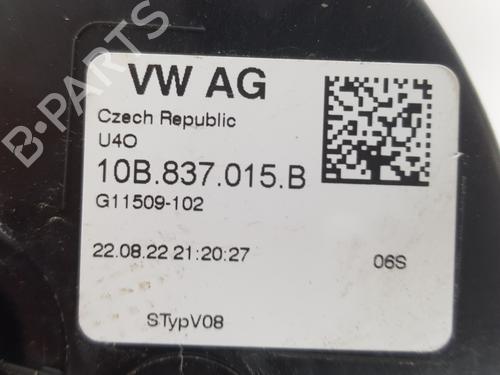 B-PARTS
VW AG
Czech Republic
U4O
10B.837.015.B
G11509-102
22.08.22 21:20:27
06S
STypV08